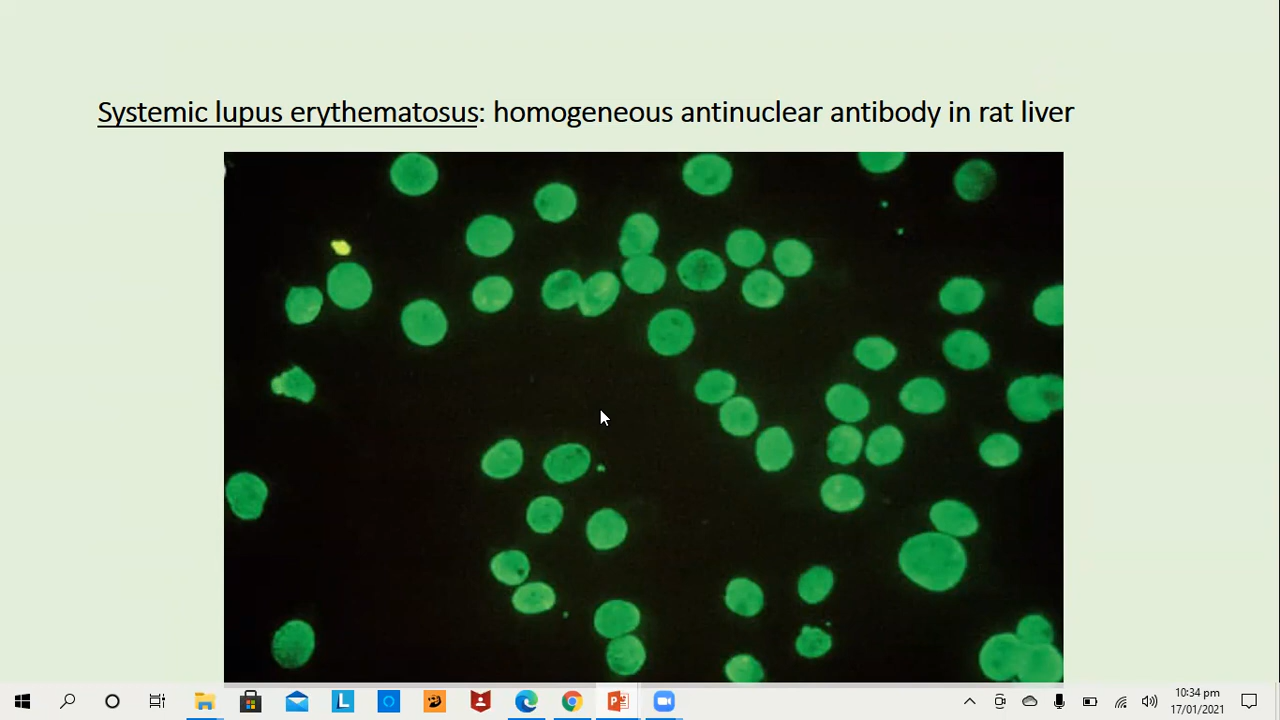 Systemic lupus erythematosus: homogeneous antinuclear antibody in rat liver
10:34 pm
17/01/2021